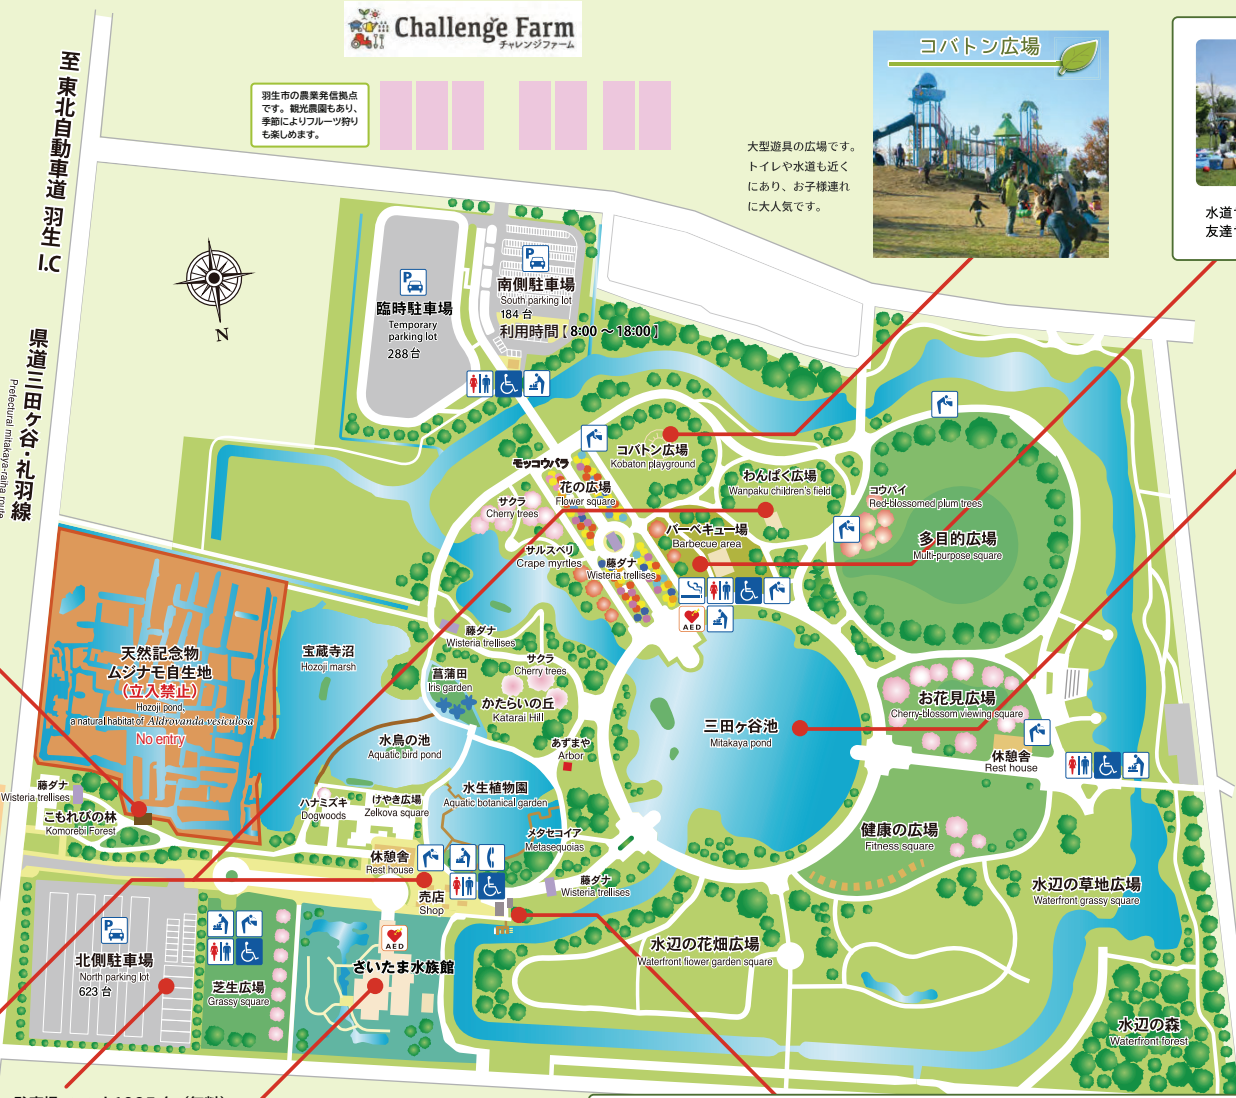 Challenge Farm
チャレンジファーム
羽生市の農業発信拠点
です。観光農園もあり、
季節によりフルーツ狩り
も楽しめます。
コバトン広場
大型遊具の広場です。
トイレや水道も近く
にあり、お子様連れ
に大人気です。
水道
友達
至 東北自動車道 羽生 I.C
県道三田ヶ谷・礼羽線
Prefectural mitakaya-raiha route
N
P
臨時駐車場
Temporary
parking lot
288台
P
南側駐車場
South parking lot
184 台
利用時間【 8:00 ～ 18:00 】
モッコウバラ
花の広場
Flower square
コバトン広場
Kobaton playground
わんぱく広場
Wanpaku children's field
コウバイ
Red-blossomed plum trees
サクラ
Cherry trees
バーベキュー場
Barbecue area
多目的広場
Multi-purpose square
サルスベリ
Crape myrtles
藤ダナ
Wisteria trellises
AED
藤ダナ
Wisteria trellises
天然記念物
ムジナモ自生地
(立入禁止)
Hozoji pond,
a natural habitat of Aldrovanda vesiculosa
No entry
宝蔵寺沼
Hozoji marsh
菖蒲田
Iris garden
サクラ
Cherry trees
かたらいの丘
Katarai Hill
お花見広場
Cherry-blossom viewing square
三田ヶ谷池
Mitakaya pond
水鳥の池
Aquatic bird pond
あずまや
Arbor
休憩舎
Rest house
藤ダナ
Wisteria trellises
こもれびの林
Komorebi Forest
ハナミズキ
Dogwoods
けやき広場
Zelkova square
水生植物園
Aquatic botanical garden
メタセコイア
Metasequoias
健康の広場
Fitness square
休憩舎
Rest house
売店
Shop
藤ダナ
Wisteria trellises
水辺の草地広場
Waterfront grassy square
P
北側駐車場
North parking lot
623 台
芝生広場
Grassy square
AED
さいたま水族館
水辺の花畑広場
Waterfront flower garden square
水辺の森
Waterfront forest